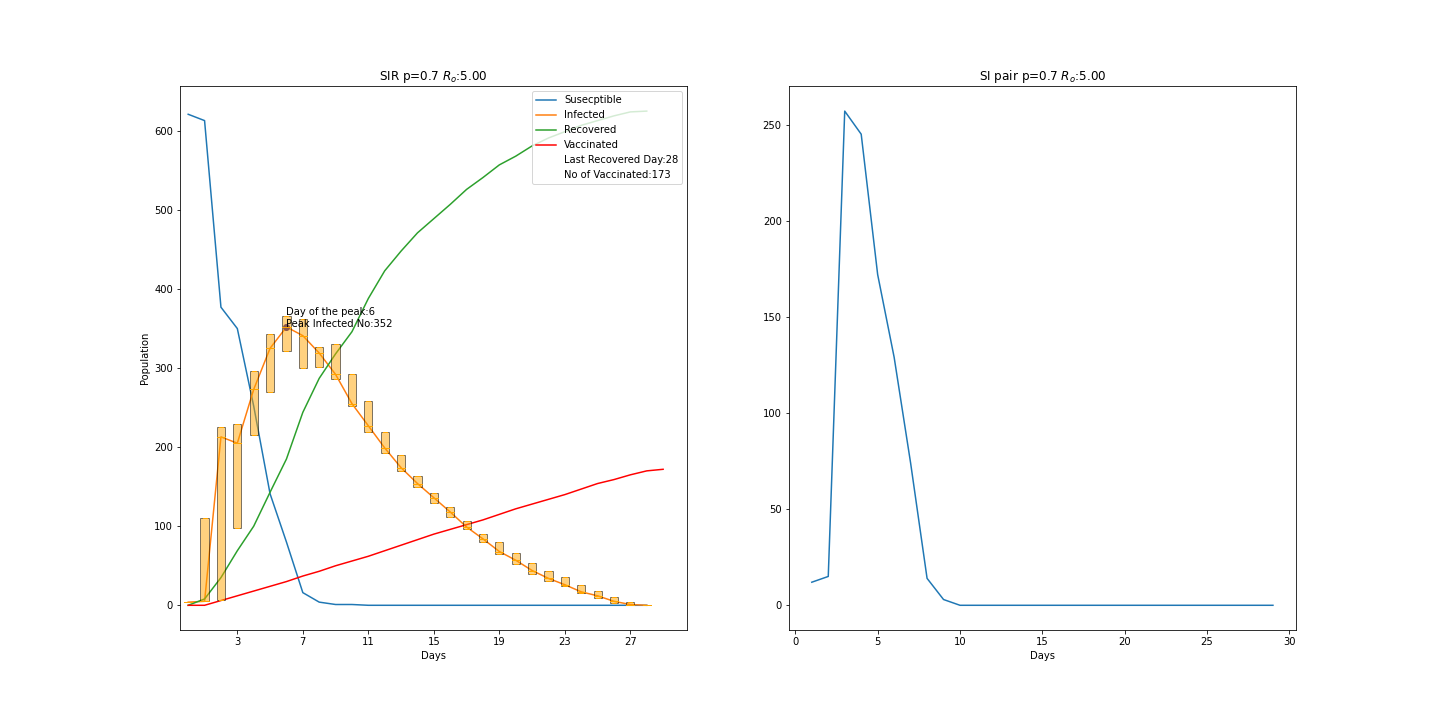 SIR p=0.7 Rₒ:5.00
Susecptible
Infected
Recovered
Vaccinated
Last Recovered Day:28
No of Vaccinated:173
Day of the peak:6
Peak Infected No:352
Population
600
500
400
300
200
100
0
3 7 11 15 19 23 27
Days
SI pair p=0.7 Rₒ:5.00
250
200
150
100
50
0
0 5 10 15 20 25 30
Days